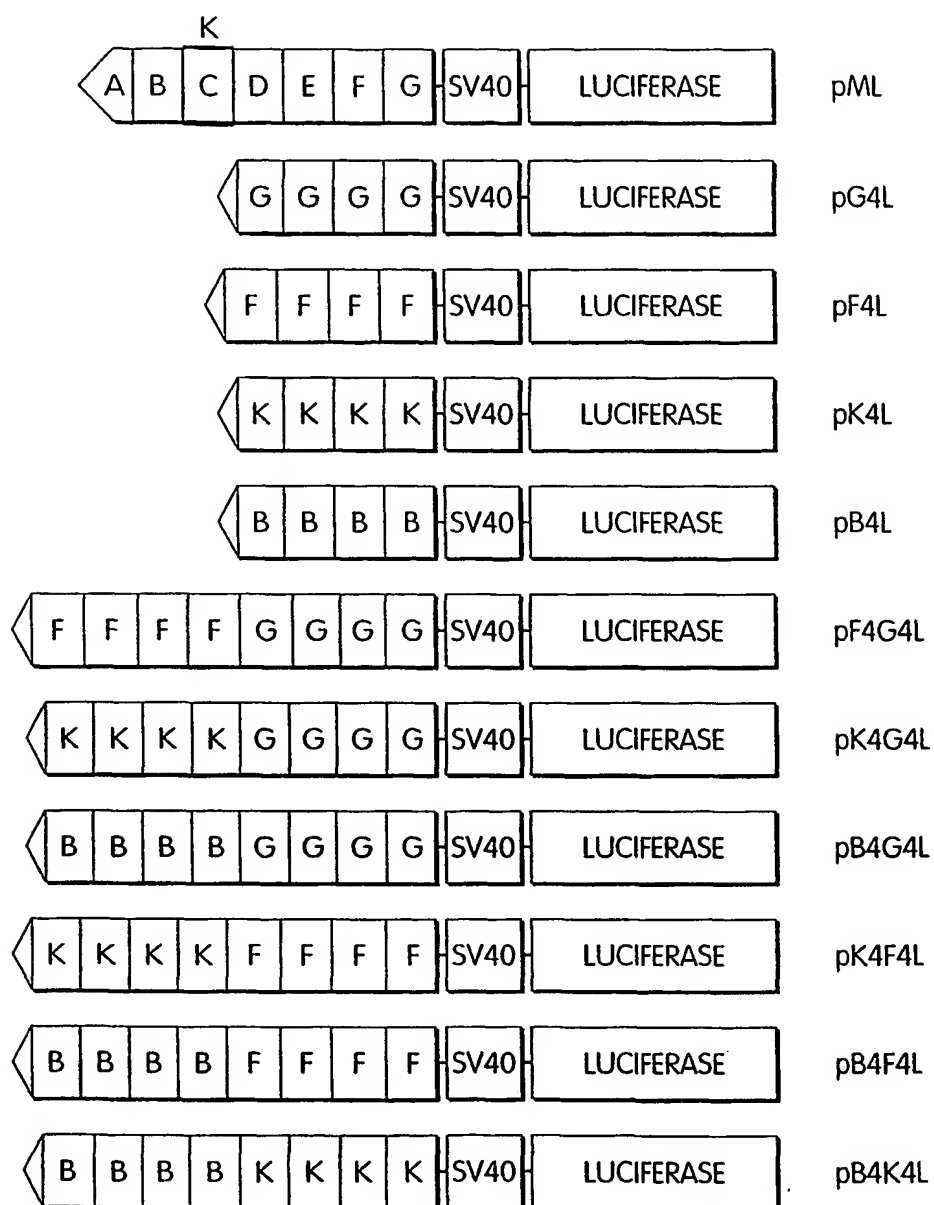 K
A B C D E F G SV40 LUCIFERASE pML
G G G G SV40 LUCIFERASE pG4L
F F F F SV40 LUCIFERASE pF4L
K K K K SV40 LUCIFERASE pK4L
B B B B SV40 LUCIFERASE pB4L
F F F F G G G G SV40 LUCIFERASE pF4G4L
K K K K G G G G SV40 LUCIFERASE pK4G4L
B B B B G G G G SV40 LUCIFERASE pB4G4L
K K K K F F F F SV40 LUCIFERASE pK4F4L
B B B B F F F F SV40 LUCIFERASE pB4F4L
B B B B K K K K SV40 LUCIFERASE pB4K4L